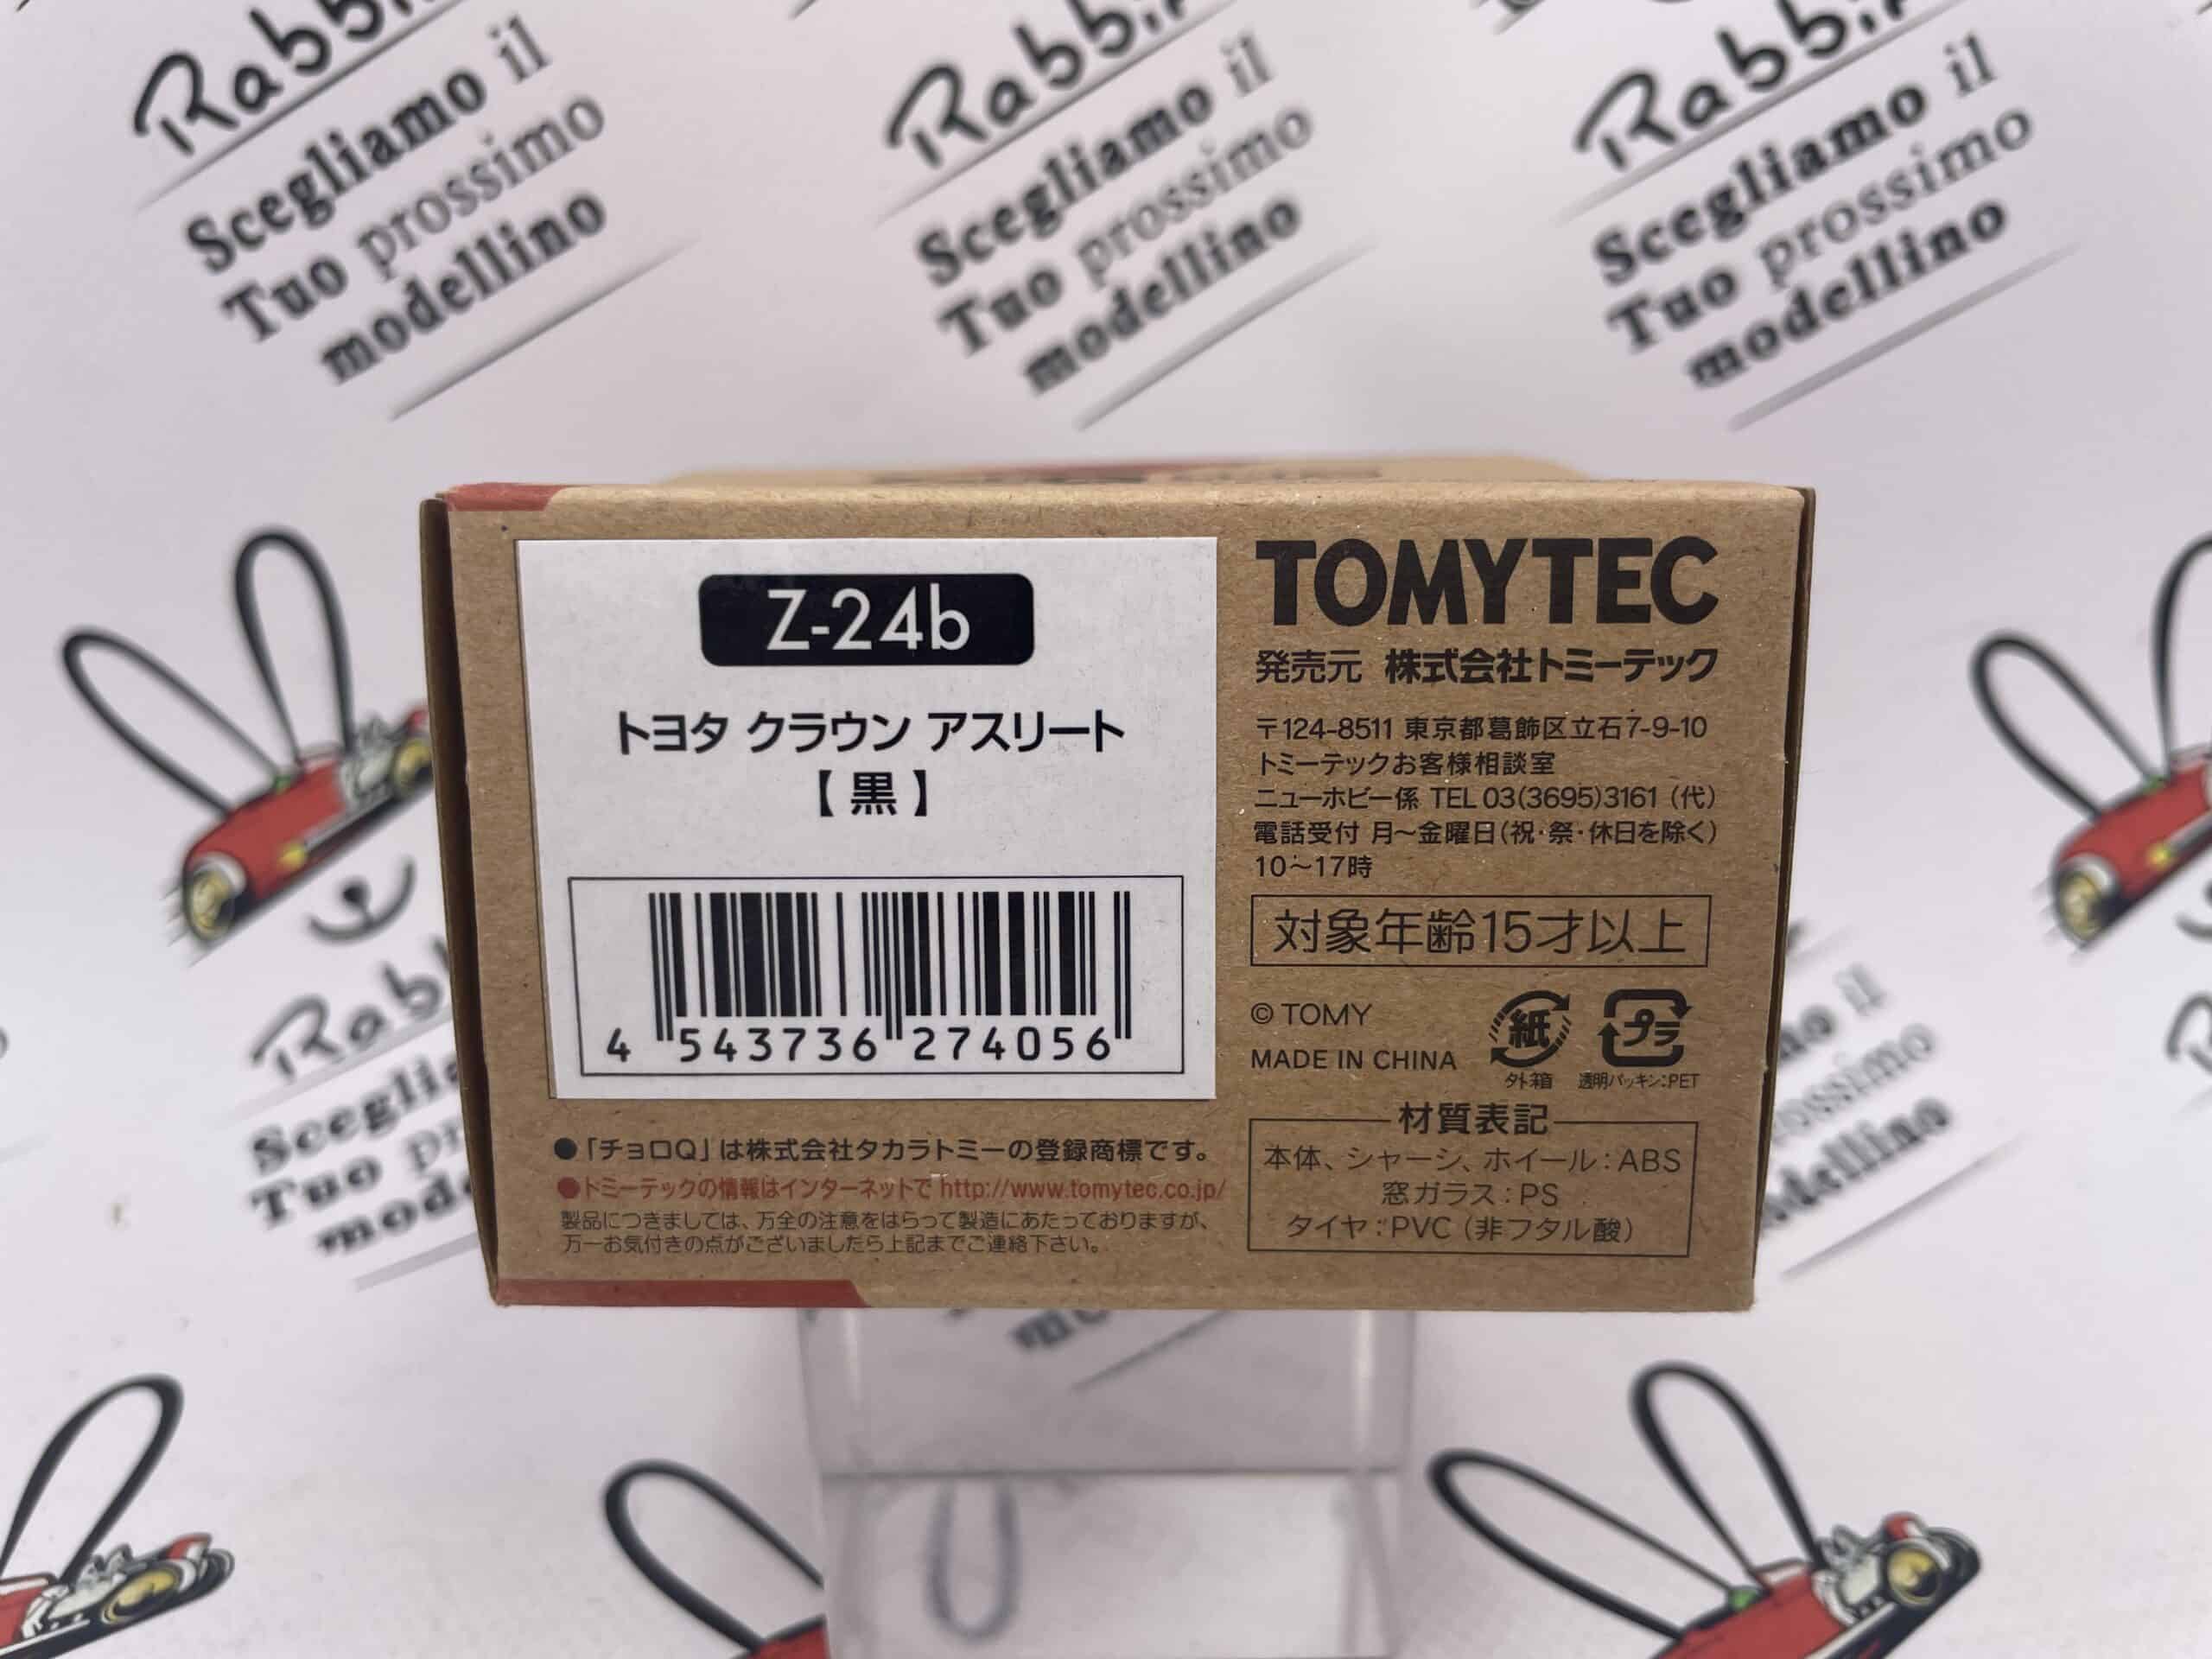 Scegliamo il
Tuo prossimo
modellino
Scegliamo il
Tuo prossimo
modellino
Scegliamo il
Tuo prossimo
modellino
Z-24b
トヨタ クラウン アスリート
【 黒 】
4 543736 274056
●「チョロQ」は株式会社タカラトミーの登録商標です。
●トミーテックの情報はインターネットで http://www.tomytec.co.jp/
製品につきましては、万全の注意をはらって製造にあたっておりますが、
万一お気付きの点がございましたら上記までご連絡下さい。
TOMYTEC
発売元 株式会社トミーテック
〒124-8511 東京都葛飾区立石7-9-10
トミーテックお客様相談室
ニューホビー係 TEL 03(3695)3161 (代)
電話受付 月〜金曜日(祝・祭・休日を除く)
10〜17時
対象年齢15才以上
© TOMY
MADE IN CHINA
紙
外箱
プラ
透明パッキン:PET
材質表記
本体、シャーシ、ホイール:ABS
窓ガラス:PS
タイヤ:PVC (非フタル酸)